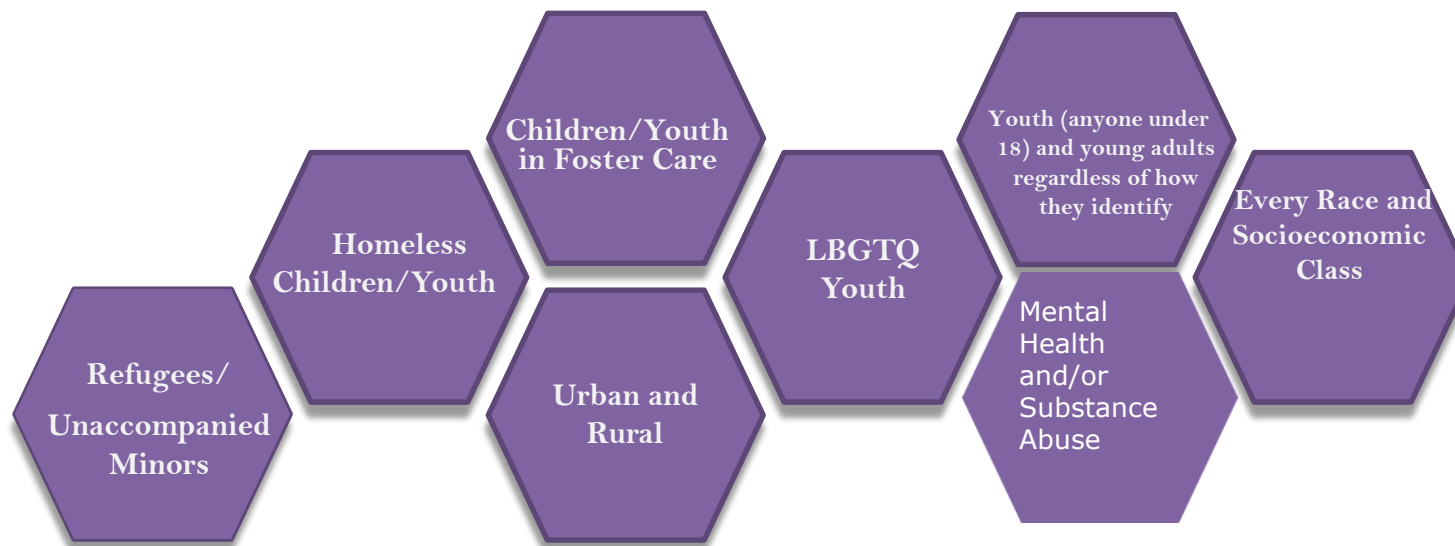 Refugees/
Unaccompanied
Minors
Homeless
Children/Youth
Children/Youth
in Foster Care
Urban and
Rural
LBGTQ
Youth
Youth (anyone under
18) and young adults
regardless of how
they identify
Mental
Health
and/or
Substance
Abuse
Every Race and
Socioeconomic
Class